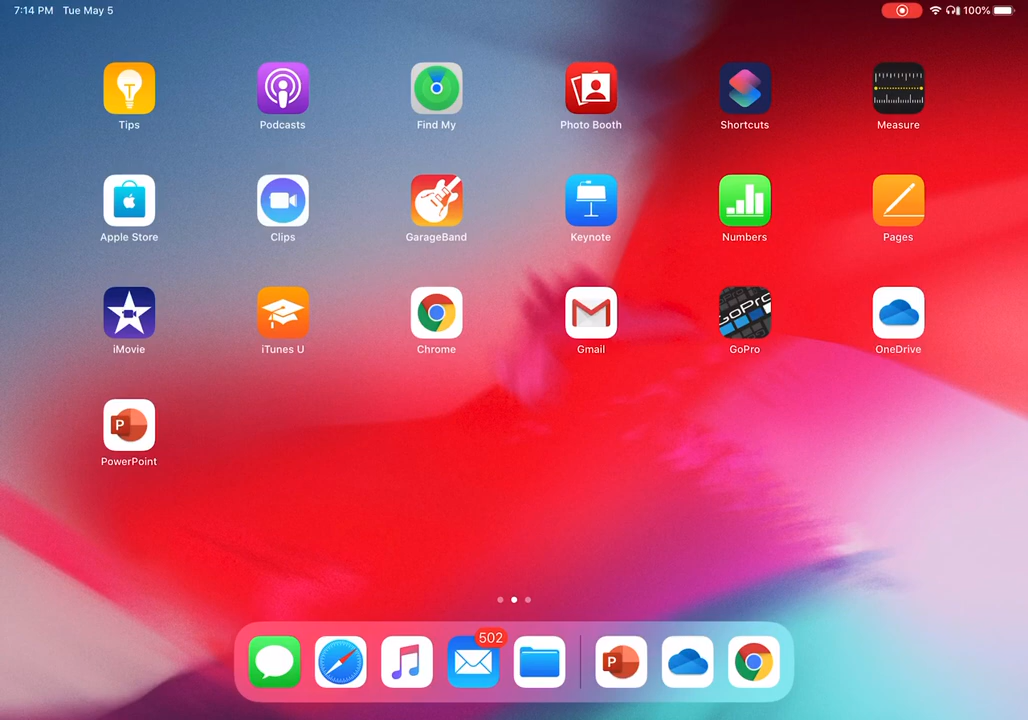 7:14 PM Tue May 5 100%
Tips Podcasts Find My Photo Booth Shortcuts Measure
Apple Store Clips GarageBand Keynote Numbers Pages
GoPro
iMovie iTunes U Chrome Gmail GoPro OneDrive
P
PowerPoint
502
P